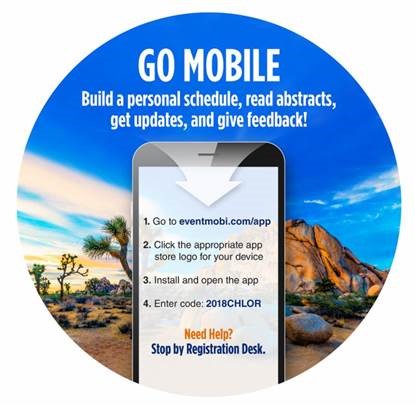 GO MOBILE
Build a personal schedule, read abstracts,
get updates, and give feedback!
1. Go to eventmobi.com/app
2. Click the appropriate app
store logo for your device
3. Install and open the app
4. Enter code: 2018CHLOR
Need Help?
Stop by Registration Desk.